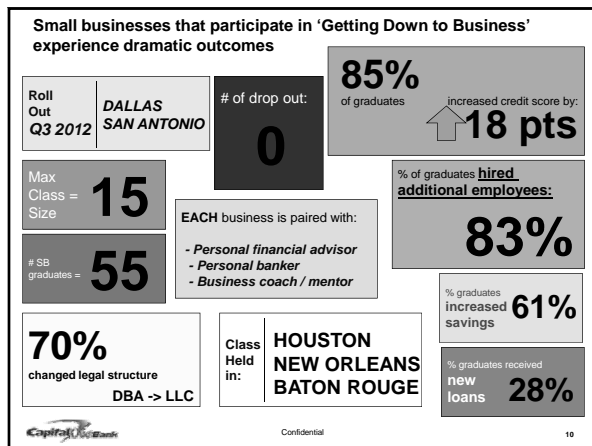 Small businesses that participate in ‘Getting Down to Business’
experience dramatic outcomes
Roll
Out
Q3 2012
DALLAS
SAN ANTONIO
# of drop out:
0
85%
of graduates
increased credit score by:
18 pts
Max
Class =
Size
15
% of graduates hired
additional employees:
83%
EACH business is paired with:
- Personal financial advisor
- Personal banker
- Business coach / mentor
# SB
graduates =
55
% graduates
increased
savings
61%
70%
changed legal structure
DBA -> LLC
Class
Held
in:
HOUSTON
NEW ORLEANS
BATON ROUGE
% graduates received
new
loans
28%
Capital One Bank
Confidential
10